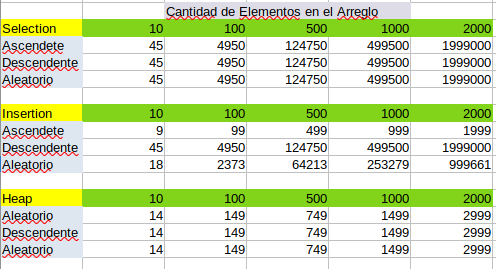 Cantidad de Elementos en el Arreglo
Selection 10 100 500 1000 2000
Ascendete 45 4950 124750 499500 1999000
Descendente 45 4950 124750 499500 1999000
Aleatorio 45 4950 124750 499500 1999000
Insertion 10 100 500 1000 2000
Ascendete 9 99 499 999 1999
Descendente 45 4950 124750 499500 1999000
Aleatorio 18 2373 64213 253279 999661
Heap 10 100 500 1000 2000
Aleatorio 14 149 749 1499 2999
Descendente 14 149 749 1499 2999
Aleatorio 14 149 749 1499 2999